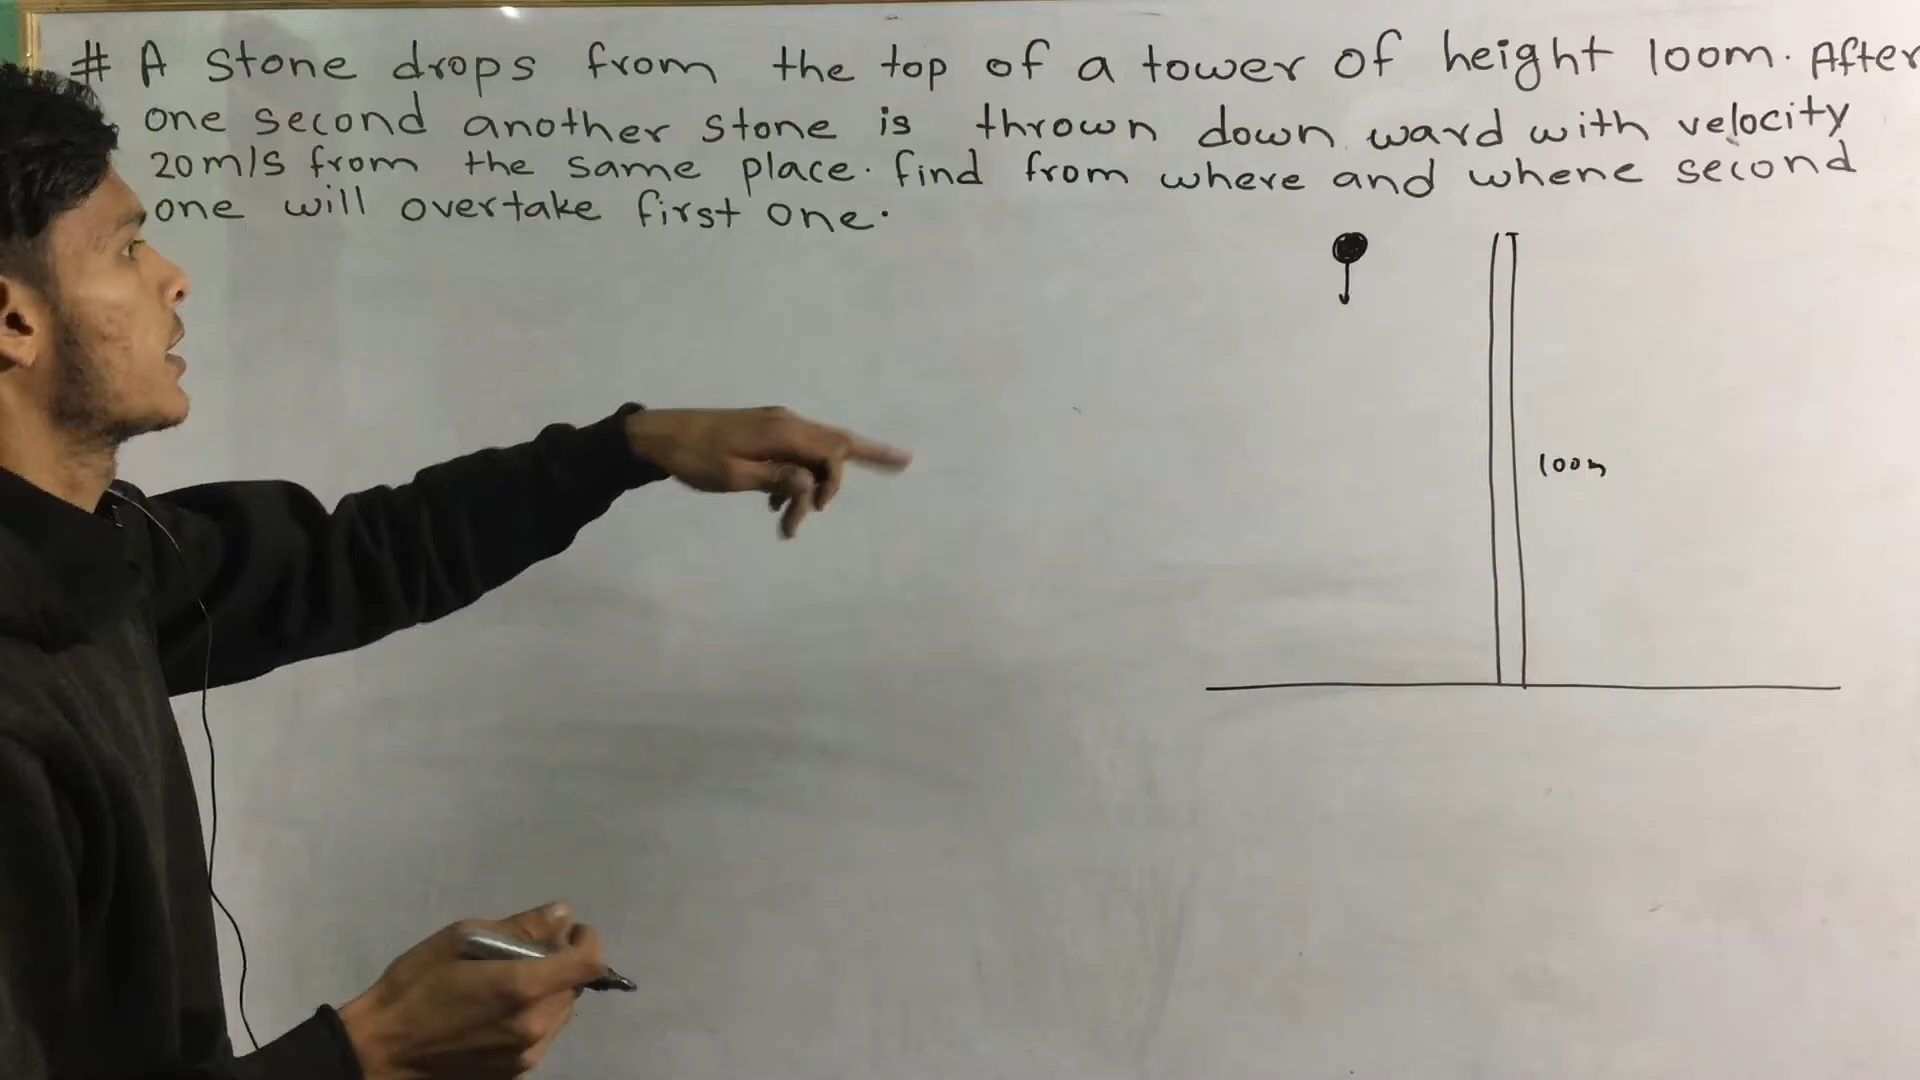 # A stone drops from the top of a tower of height 100m. After
one second another stone is thrown down ward with velocity
20m/s from the same place. find from where and whene second
one will overtake first one.
100m